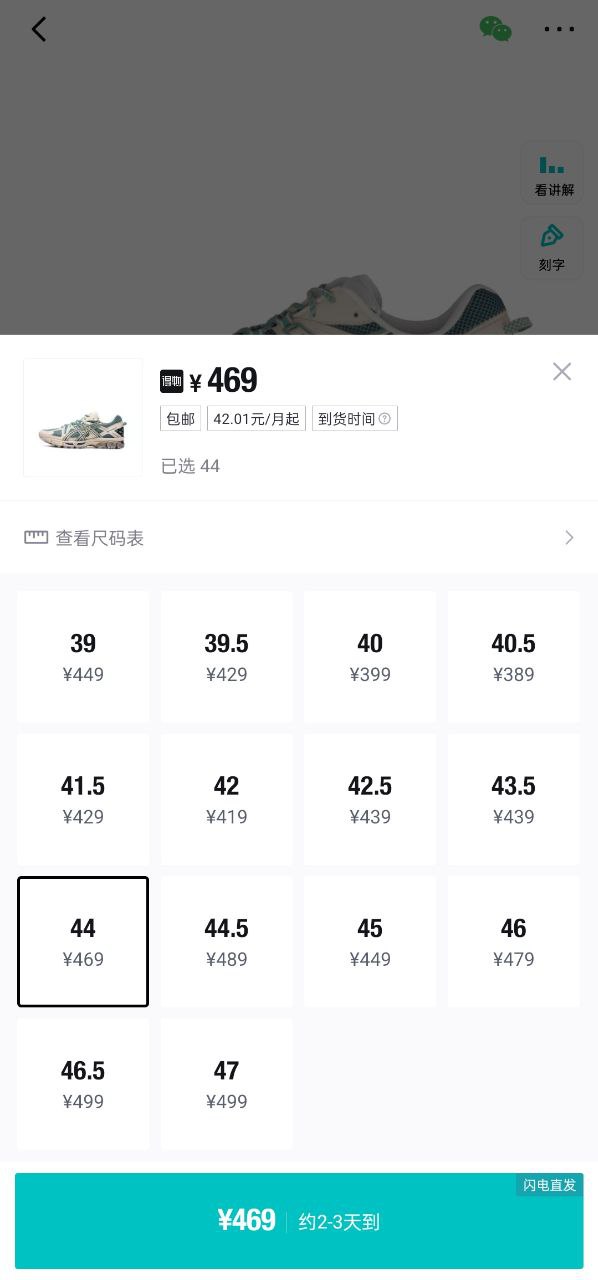 看讲解
刻字
得物 ¥ 469
包邮 42.01元/月起 到货时间
已选 44
查看尺码表
39 39.5 40 40.5
¥449 ¥429 ¥399 ¥389
41.5 42 42.5 43.5
¥429 ¥419 ¥439 ¥439
44 44.5 45 46
¥469 ¥489 ¥449 ¥479
46.5 47
¥499 ¥499
闪电直发
¥469 约2-3天到